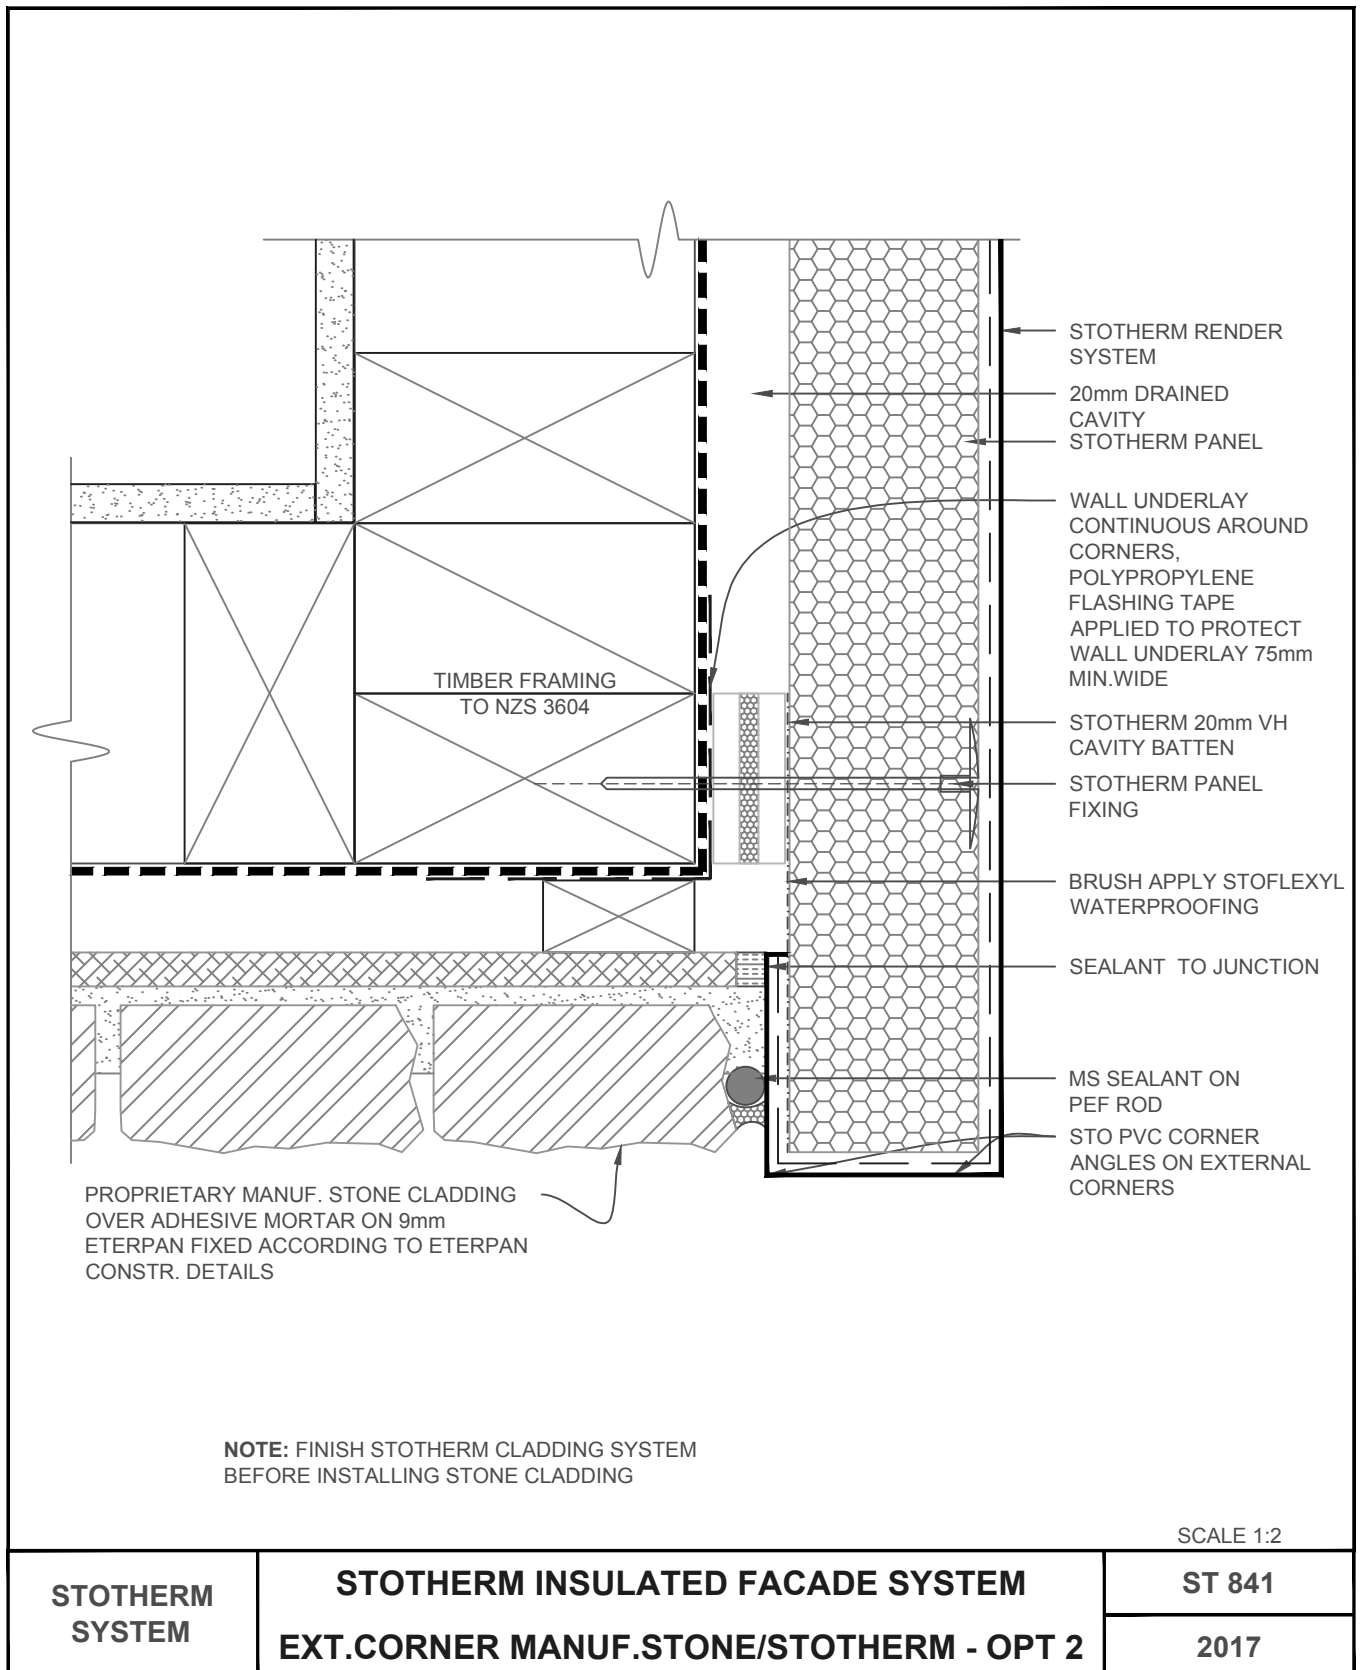 STOTHERM RENDER
SYSTEM
20mm DRAINED
CAVITY
STOTHERM PANEL
WALL UNDERLAY
CONTINUOUS AROUND
CORNERS,
POLYPROPYLENE
FLASHING TAPE
APPLIED TO PROTECT
WALL UNDERLAY 75mm
MIN.WIDE
TIMBER FRAMING
TO NZS 3604
STOTHERM 20mm VH
CAVITY BATTEN
STOTHERM PANEL
FIXING
BRUSH APPLY STOFLEXYL
WATERPROOFING
SEALANT TO JUNCTION
MS SEALANT ON
PEF ROD
STO PVC CORNER
ANGLES ON EXTERNAL
CORNERS
PROPRIETARY MANUF. STONE CLADDING
OVER ADHESIVE MORTAR ON 9mm
ETERPAN FIXED ACCORDING TO ETERPAN
CONSTR. DETAILS
NOTE: FINISH STOTHERM CLADDING SYSTEM
BEFORE INSTALLING STONE CLADDING
SCALE 1:2
STOTHERM
SYSTEM
STOTHERM INSULATED FACADE SYSTEM
EXT.CORNER MANUF.STONE/STOTHERM - OPT 2
ST 841
2017